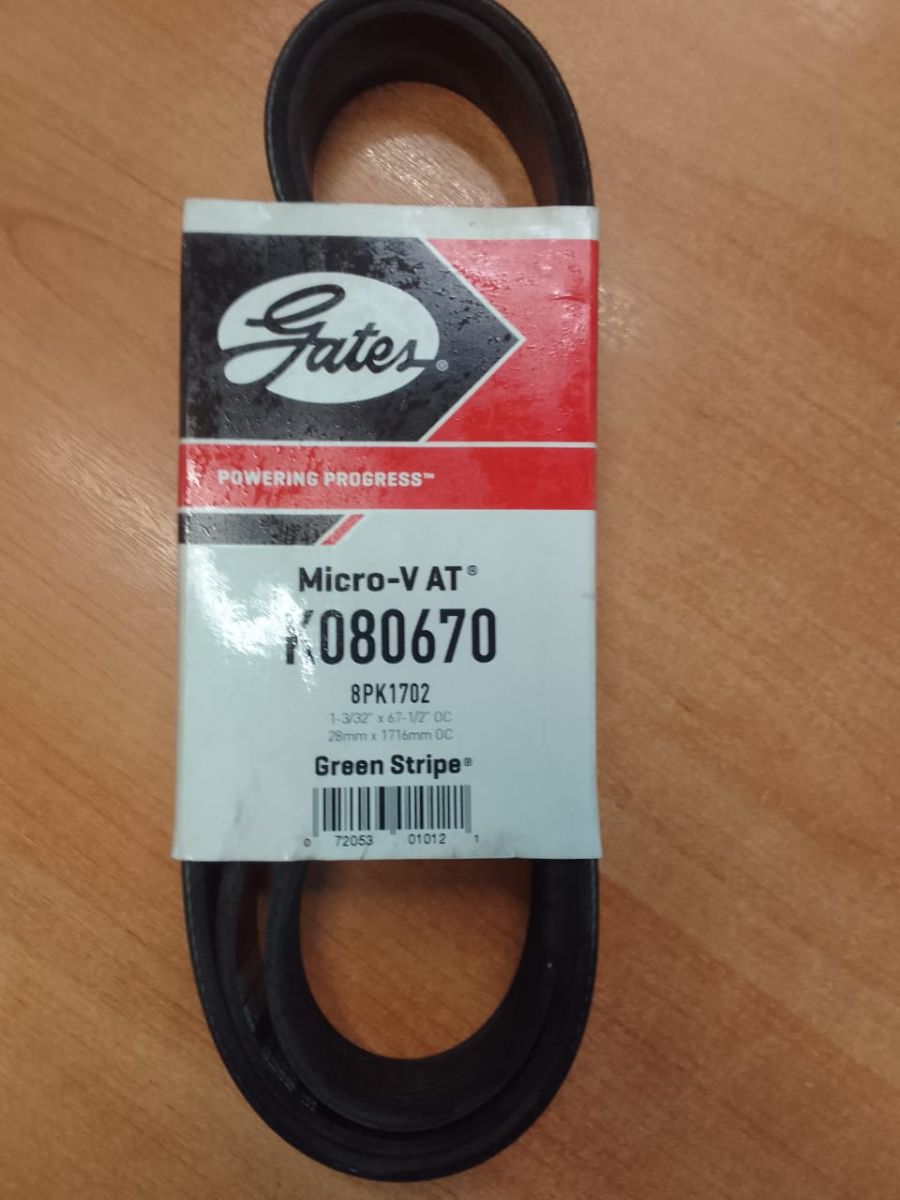 Gates®
POWERING PROGRESS™
Micro-V AT®
K080670
8PK1702
1-3/32" x 67-1/2" OC
28mm x 1716mm OC
Green Stripe®
0 72053 01012 1